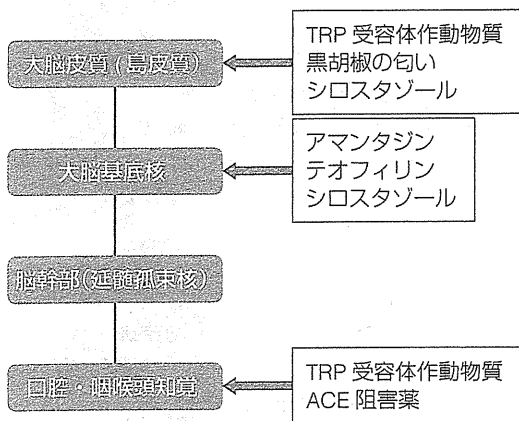 大脳皮質(島皮質)
TRP 受容体作動物質
黒胡椒の匂い
シロスタゾール
大脳基底核
アマンタジン
テオフィリン
シロスタゾール
脳幹部(延髄孤束核)
口腔・咽喉頭知覚
TRP 受容体作動物質
ACE 阻害薬